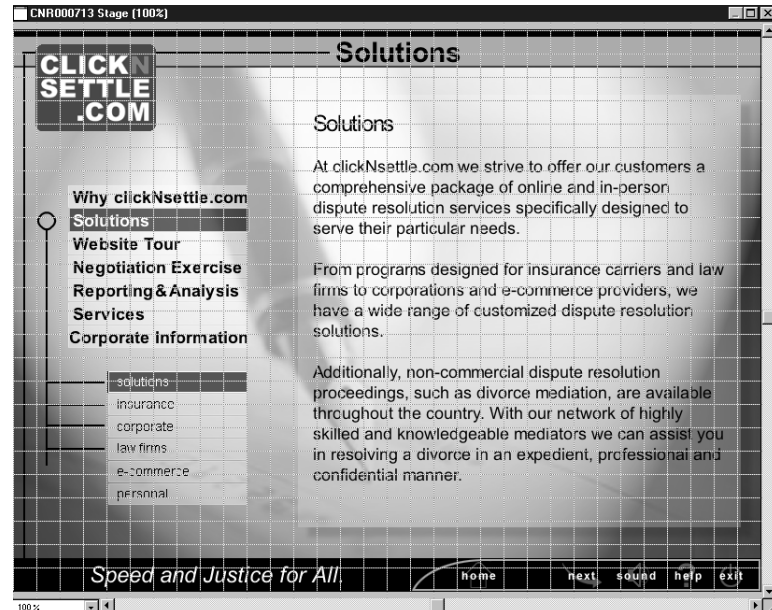 CNR000713 Stage (100%)
Solutions
CLICKN
SETTLE
.COM
Why clickNsettle.com
Solutions
Website Tour
Negotiation Exercise
Reporting & Analysis
Services
Corporate information
solutions
insurance
corporate
law firms
e-commerce
personal
Solutions
At clickNsettle.com we strive to offer our customers a
comprehensive package of online and in-person
dispute resolution services specifically designed to
serve their particular needs.
From programs designed for insurance carriers and law
firms to corporations and e-commerce providers, we
have a wide range of customized dispute resolution
solutions.
Additionally, non-commercial dispute resolution
proceedings, such as divorce mediation, are available
throughout the country. With our network of highly
skilled and knowledgeable mediators we can assist you
in resolving a divorce in an expedient, professional and
confidential manner.
Speed and Justice for All.
home next sound help exit
100 %